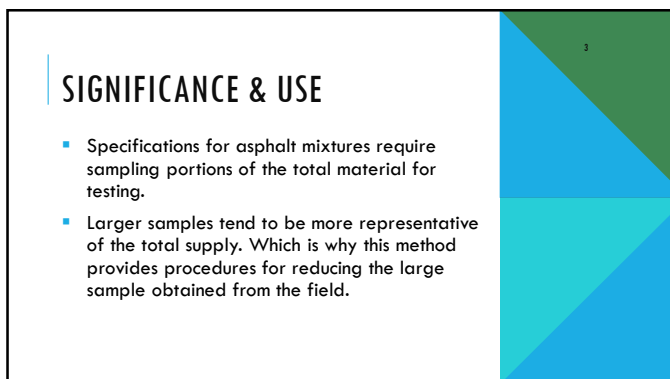 3
SIGNIFICANCE & USE
Specifications for asphalt mixtures require
sampling portions of the total material for
testing.
Larger samples tend to be more representative
of the total supply. Which is why this method
provides procedures for reducing the large
sample obtained from the field.